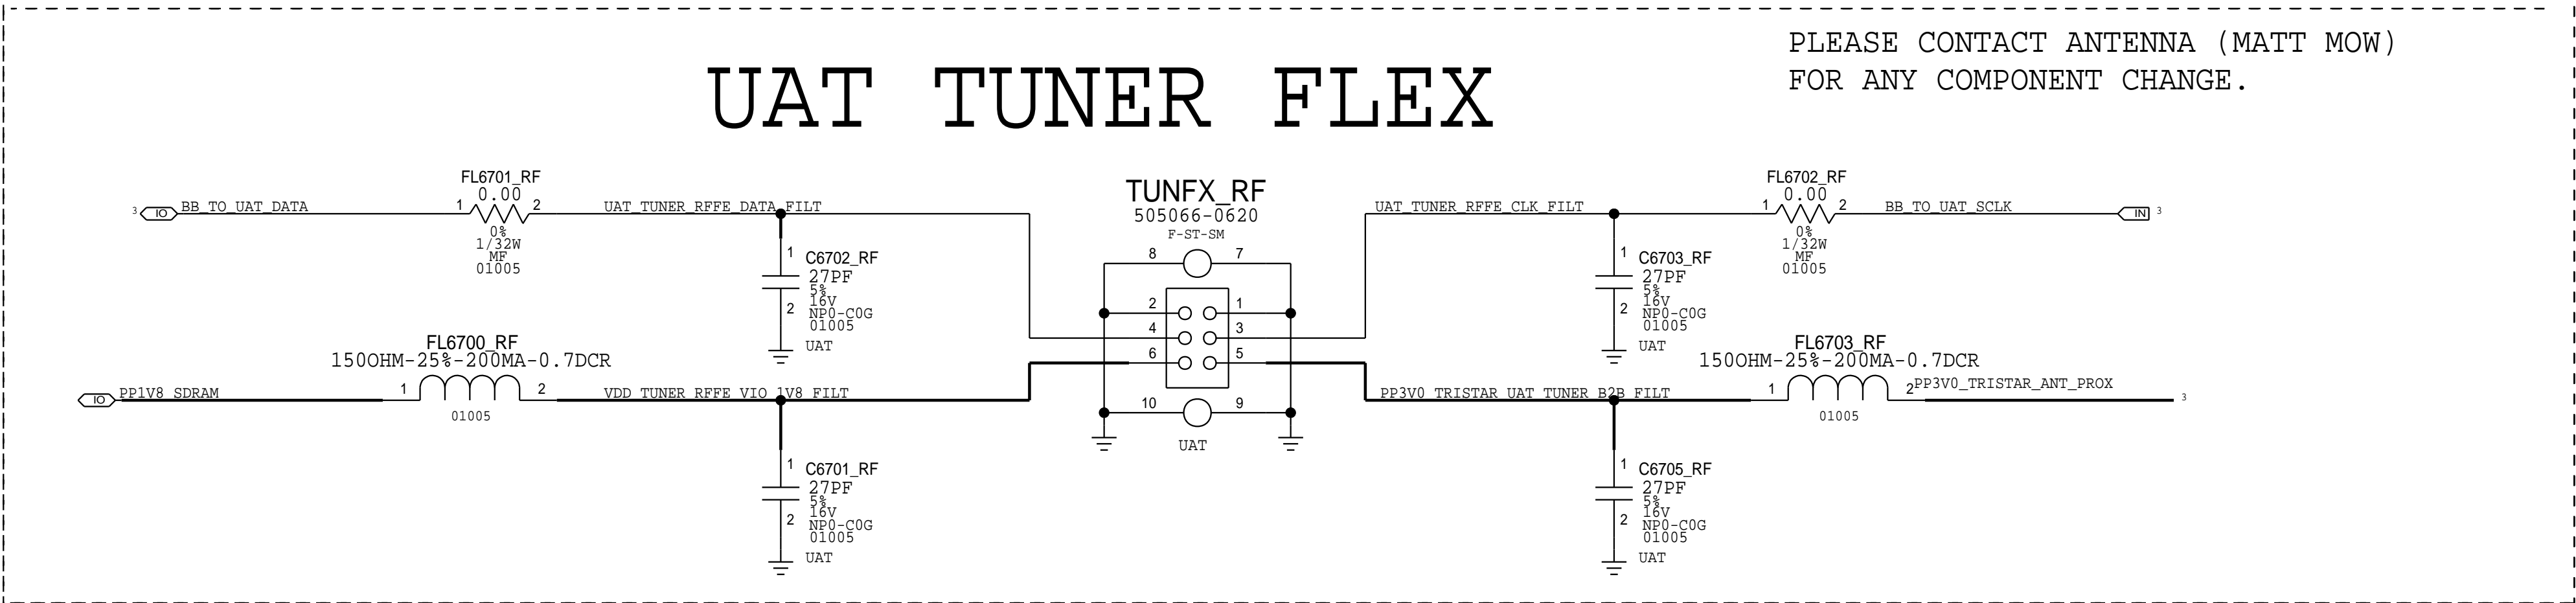 UAT TUNER FLEX
PLEASE CONTACT ANTENNA (MATT MOW)
FOR ANY COMPONENT CHANGE.
FL6701_RF
0.00
3 IO BB_TO_UAT_DATA 1 2 UAT_TUNER_RFFE_DATA_FILT
0%
1/32W
MF
01005
1 C6702_RF
27PF
5%
16V
2 NP0-C0G
01005
UAT
FL6700_RF
150OHM-25%-200MA-0.7DCR
IO PP1V8_SDRAM 1 2 VDD_TUNER_RFFE_VIO_1V8_FILT
01005
1 C6701_RF
27PF
5%
16V
2 NP0-C0G
01005
UAT
TUNFX_RF
505066-0620
F-ST-SM
8 7
2 1
4 3
6 5
10 9
UAT
FL6702_RF
0.00
UAT_TUNER_RFFE_CLK_FILT 1 2 BB_TO_UAT_SCLK IN 3
0%
1/32W
MF
01005
1 C6703_RF
27PF
5%
16V
2 NP0-C0G
01005
UAT
FL6703_RF
150OHM-25%-200MA-0.7DCR
PP3V0_TRISTAR_UAT_TUNER_B2B_FILT 1 2 PP3V0_TRISTAR_ANT_PROX 3
01005
1 C6705_RF
27PF
5%
16V
2 NP0-C0G
01005
UAT